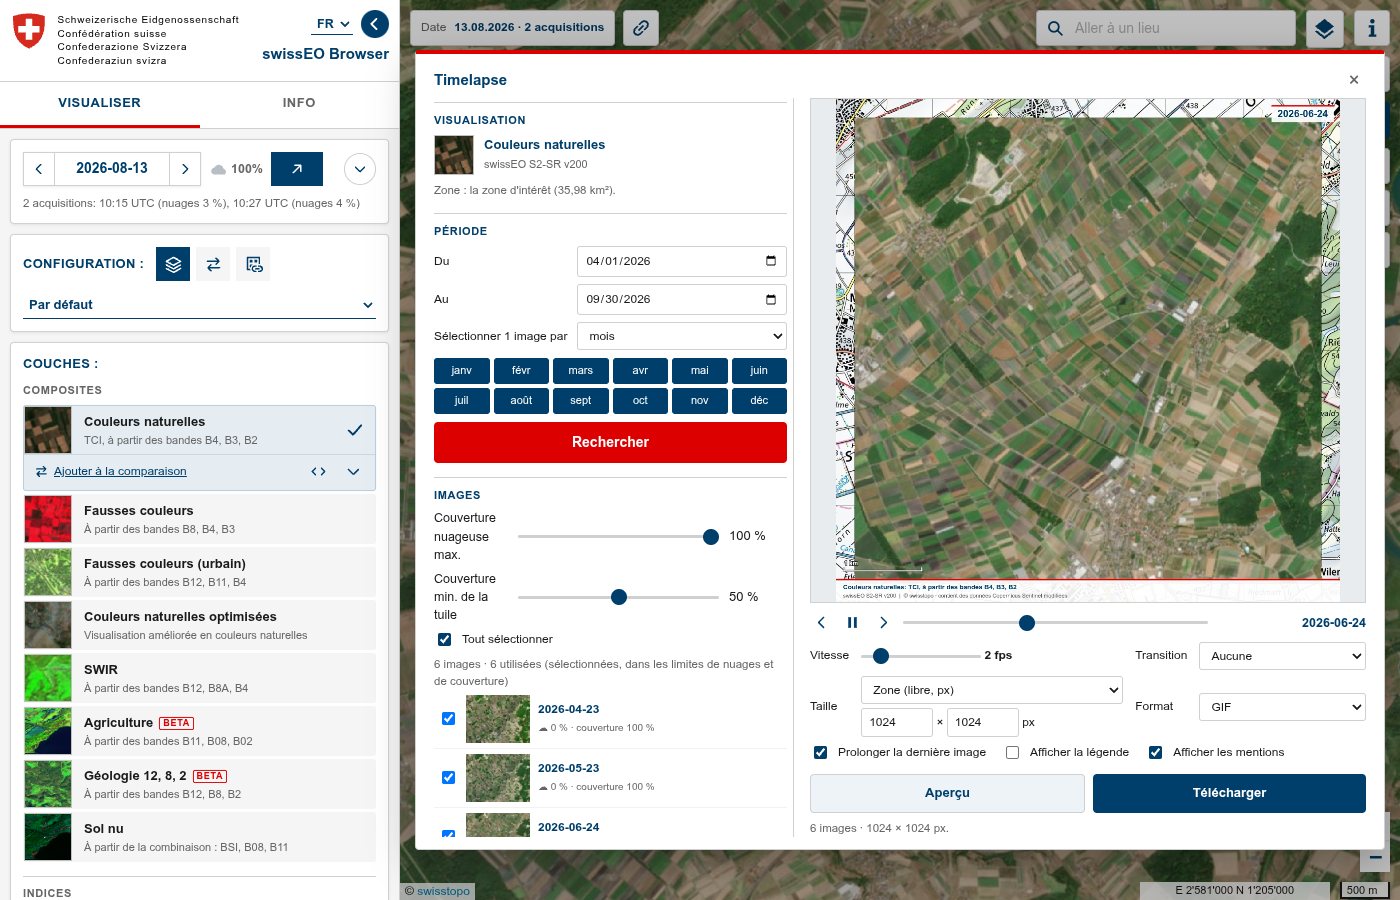 Schweizerische Eidgenossenschaft
Confédération suisse
Confederazione Svizzera
Confederaziun svizra
FR
swissEO Browser
VISUALISER
INFO
2026-08-13
100%
2 acquisitions: 10:15 UTC (nuages 3 %), 10:27 UTC (nuages 4 %)
CONFIGURATION :
Par défaut
COUCHES :
COMPOSITES
Couleurs naturelles
TCI, à partir des bandes B4, B3, B2
Ajouter à la comparaison
Fausses couleurs
À partir des bandes B8, B4, B3
Fausses couleurs (urbain)
À partir des bandes B12, B11, B4
Couleurs naturelles optimisées
Visualisation améliorée en couleurs naturelles
SWIR
À partir des bandes B12, B8A, B4
Agriculture BETA
À partir des bandes B11, B08, B02
Géologie 12, 8, 2 BETA
À partir des bandes B12, B8, B2
Sol nu
À partir de la combinaison : BSI, B08, B11
INDICES
Date 13.08.2026 · 2 acquisitions
Aller à un lieu
Timelapse
×
VISUALISATION
Couleurs naturelles
swissEO S2-SR v200
Zone : la zone d'intérêt (35,98 km²).
PÉRIODE
Du
04/01/2026
Au
09/30/2026
Sélectionner 1 image par
mois
janv févr mars avr mai juin
juil août sept oct nov déc
Rechercher
IMAGES
Couverture
nuageuse
max.
100 %
Couverture
min. de la
tuile
50 %
Tout sélectionner
6 images · 6 utilisées (sélectionnées, dans les limites de nuages et
de couverture)
2026-04-23
0 % · couverture 100 %
2026-05-23
0 % · couverture 100 %
2026-06-24
437
438
2026-06-24
Couleurs naturelles: TCI, à partir des bandes B4, B3, B2
swissEO S2-SR v200 | © swisstopo · contient des données Copernicus Sentinel modifiées
2026-06-24
Vitesse
2 fps
Transition
Aucune
Taille
Zone (libre, px)
1024 × 1024 px
Format
GIF
Prolonger la dernière image
Afficher la légende
Afficher les mentions
Aperçu
Télécharger
6 images · 1024 × 1024 px.
© swisstopo
E 2'581'000 N 1'205'000
500 m